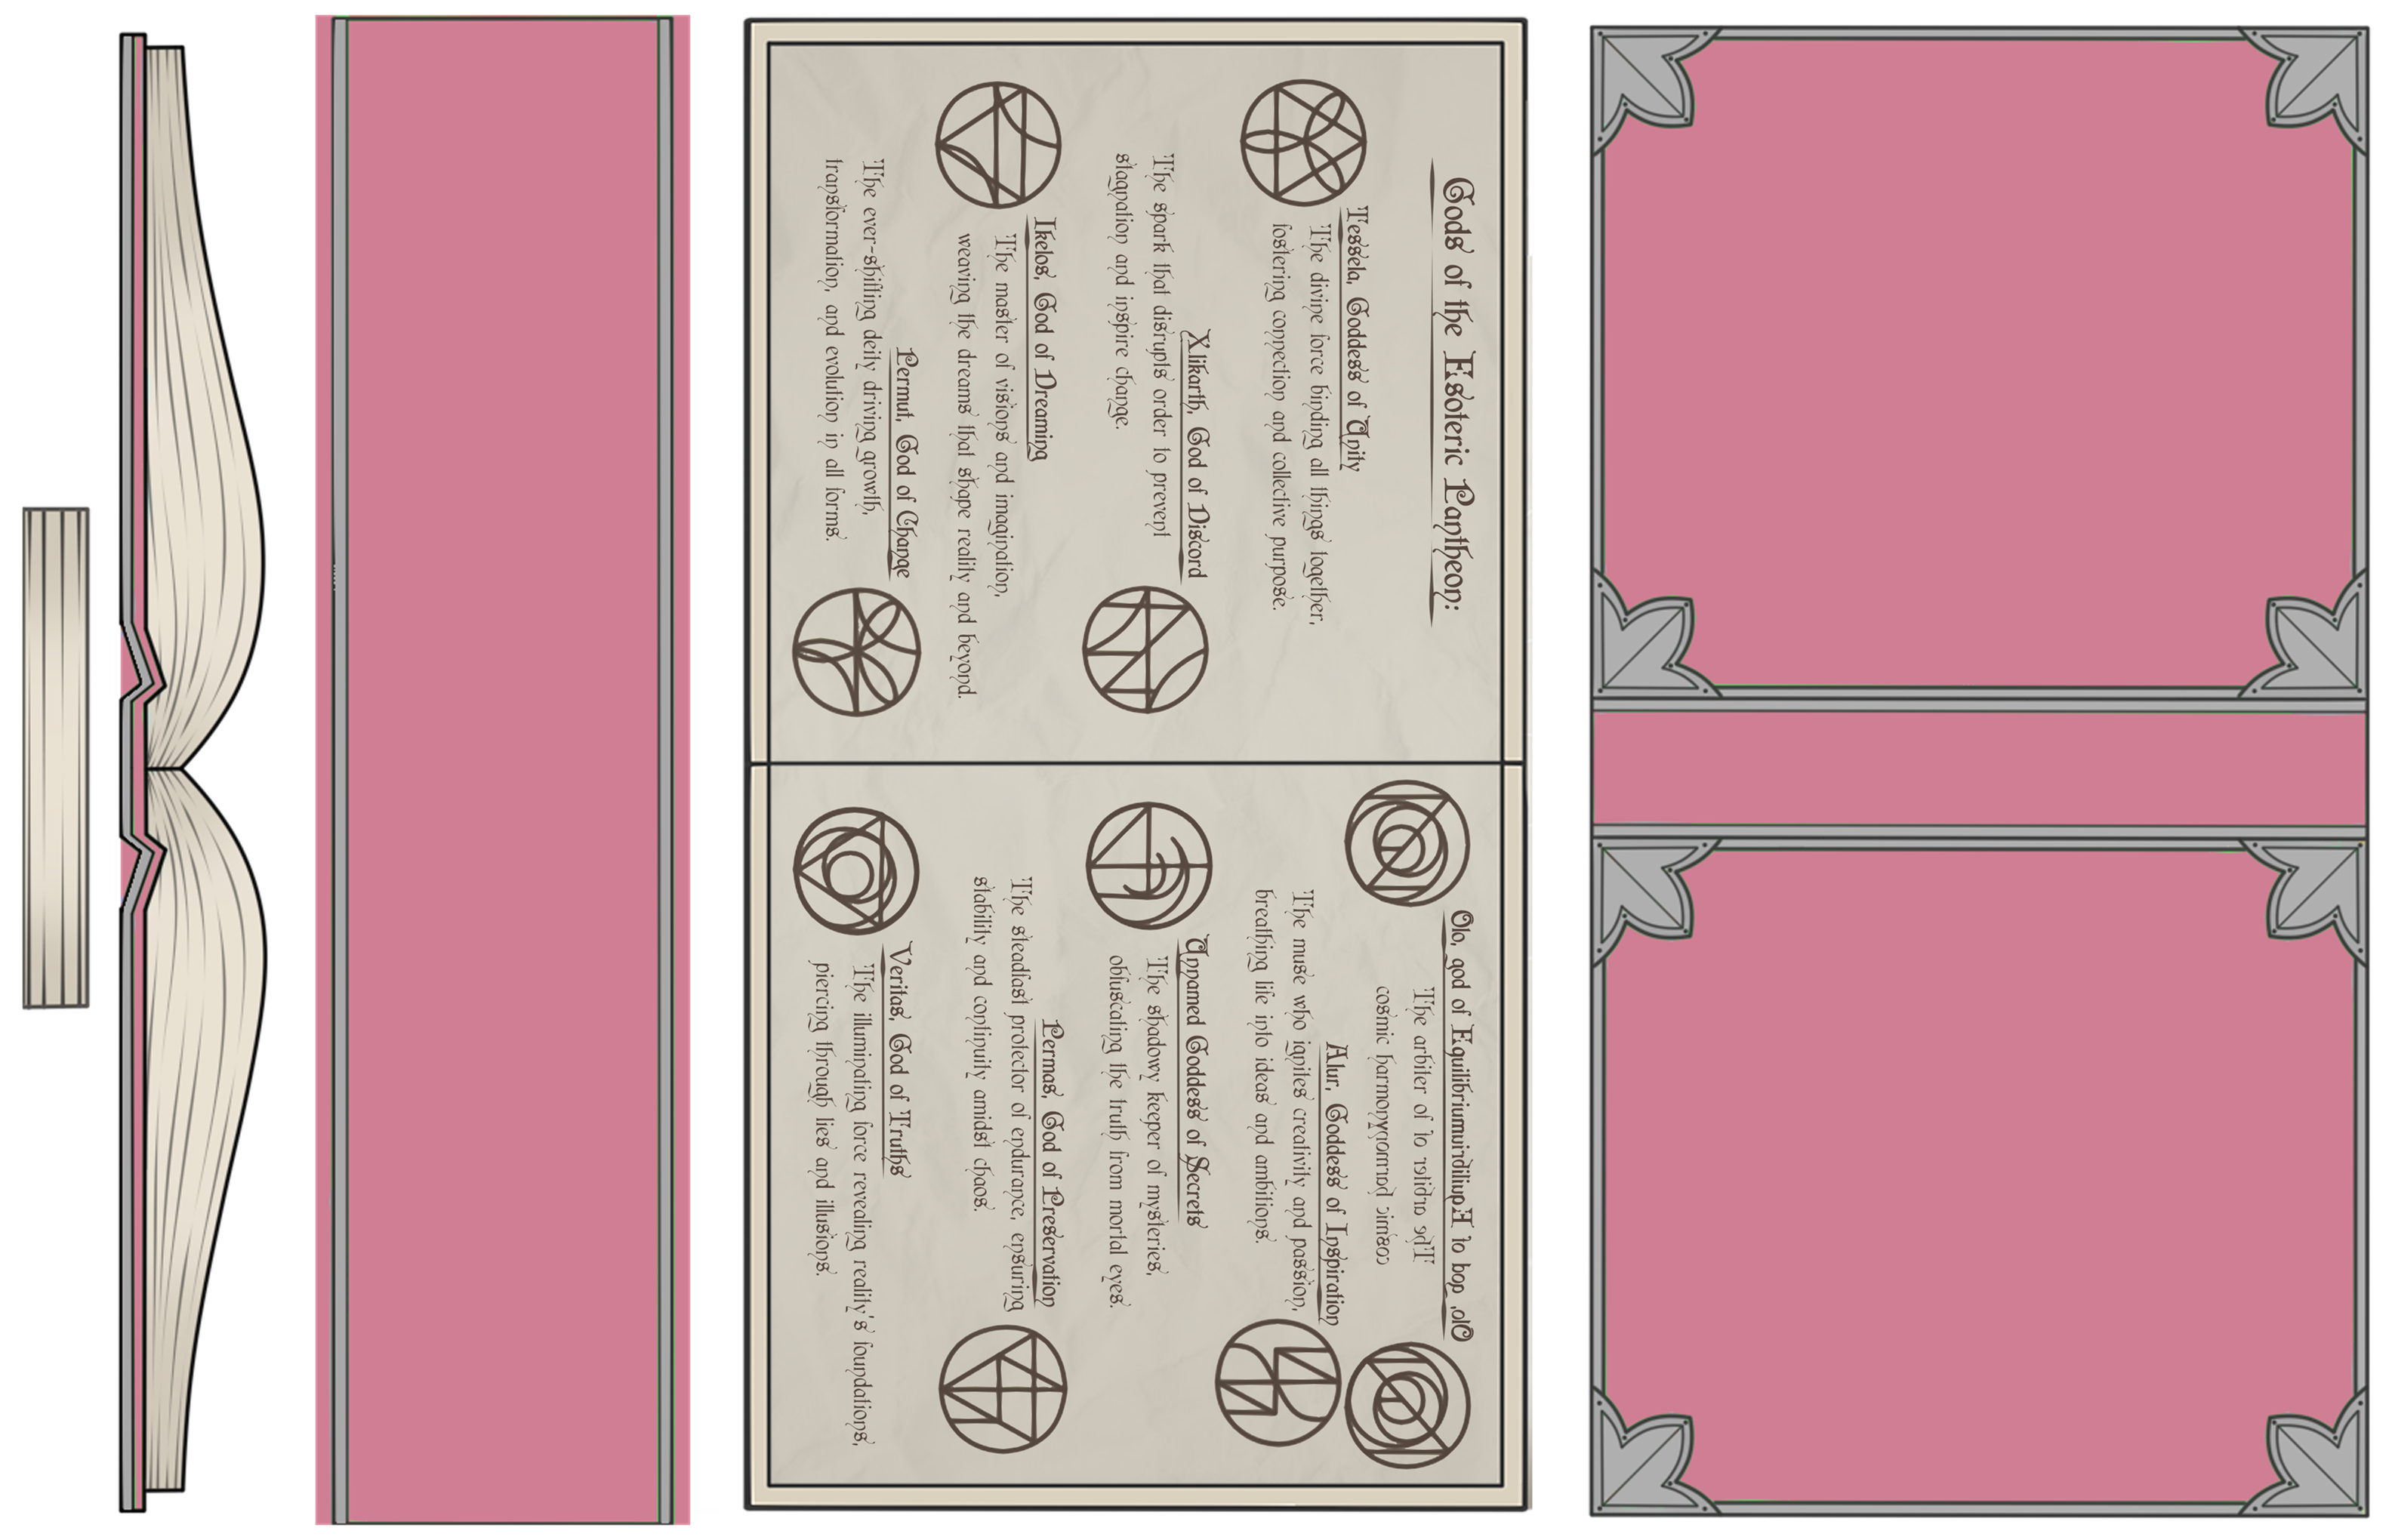 Gods of the Esoteric Pantheon:
Tessela, Goddess of Unity
The divine force binding all things together,
fostering connection and collective purpose.
Xlikarth, God of Discord
The spark that disrupts order to prevent
stagnation and inspire change.
Ikelos, God of Dreaming
The master of visions and imagination,
weaving the dreams that shape reality and beyond.
Permut, God of Change
The ever-shifting deity driving growth,
transformation, and evolution in all forms.
Olo, god of EquilibriumuirbiliuqE fo dog ,olO
The arbiter of fo retibra ehT
cosmic harmonyynomrah cimsoc
Alur, Goddess of Inspiration
The muse who ignites creativity and passion,
breathing life into ideas and ambitions.
Unnamed Goddess of Secrets
The shadowy keeper of mysteries,
obfuscating the truth from mortal eyes.
Permas, God of Preservation
The steadfast protector of endurance, ensuring
stability and continuity amidst chaos.
Veritas, God of Truths
The illuminating force revealing reality's foundations,
piercing through lies and illusions.